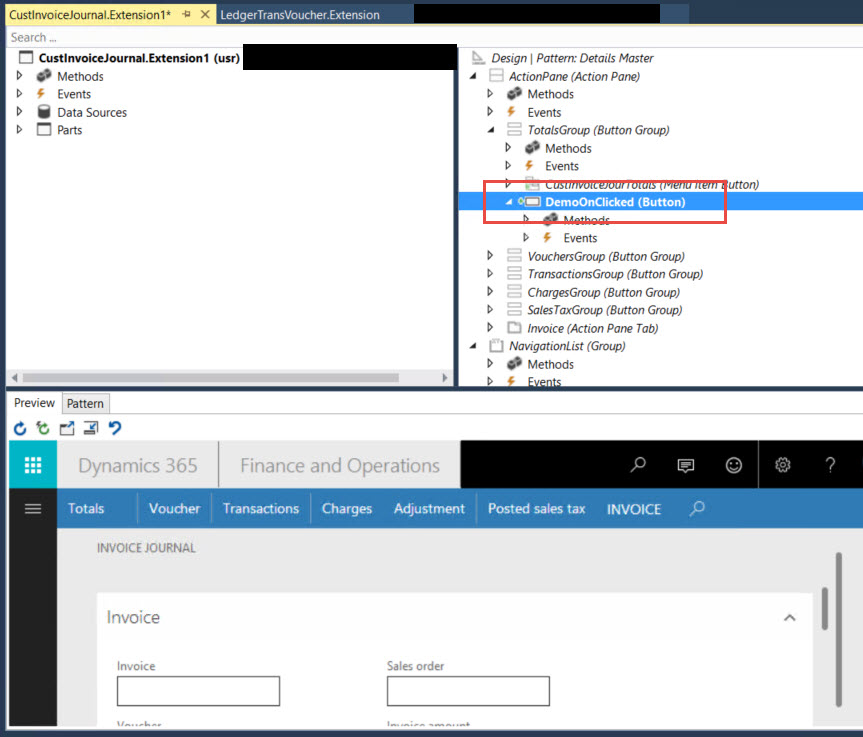 CustInvoiceJournal.Extension1*
LedgerTransVoucher.Extension
Search ...
CustInvoiceJournal.Extension1 (usr)
Methods
Events
Data Sources
Parts
Design | Pattern: Details Master
ActionPane (Action Pane)
Methods
Events
TotalsGroup (Button Group)
Methods
Events
CustInvoiceJourTotals (Menu Item Button)
DemoOnClicked (Button)
Methods
Events
VouchersGroup (Button Group)
TransactionsGroup (Button Group)
ChargesGroup (Button Group)
SalesTaxGroup (Button Group)
Invoice (Action Pane Tab)
NavigationList (Group)
Methods
Events
Preview Pattern
Dynamics 365 Finance and Operations ?
Totals Voucher Transactions Charges Adjustment Posted sales tax INVOICE
INVOICE JOURNAL
Invoice
Invoice Sales order
Voucher Invoice amount